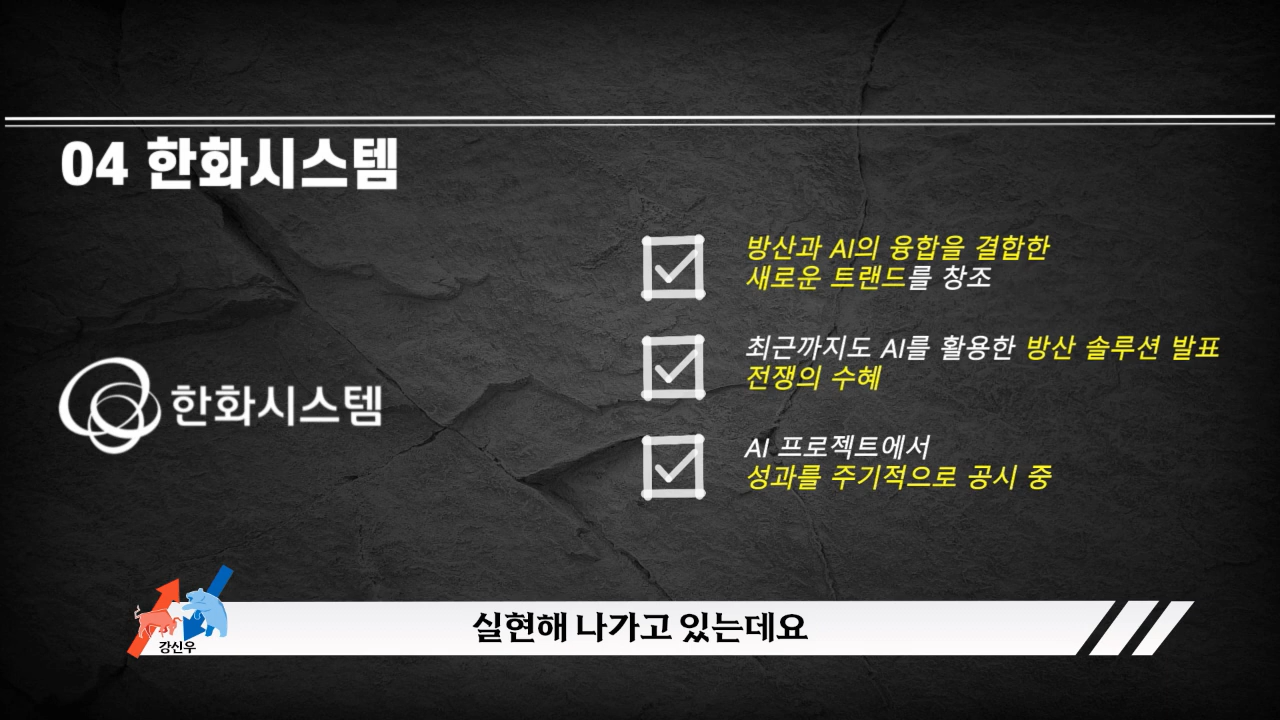 04 한화시스템
한화시스템
방산과 AI의 융합을 결합한
새로운 트랜드를 창조
최근까지도 AI를 활용한 방산 솔루션 발표
전쟁의 수혜
AI 프로젝트에서
성과를 주기적으로 공시 중
강신우
실현해 나가고 있는데요